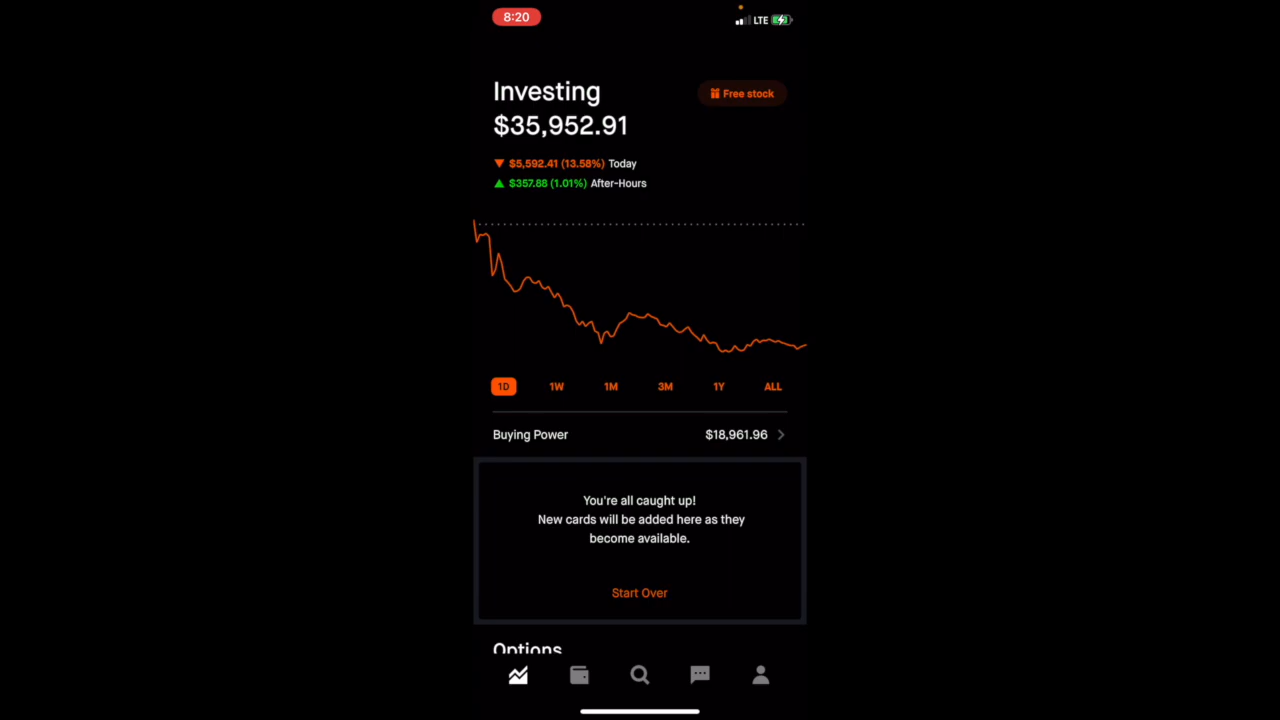 8:20
LTE
Investing
Free stock
$35,952.91
▼ $5,592.41 (13.58%) Today
▲ $357.88 (1.01%) After-Hours
1D 1W 1M 3M 1Y ALL
Buying Power $18,961.96
You're all caught up!
New cards will be added here as they
become available.
Start Over
Options